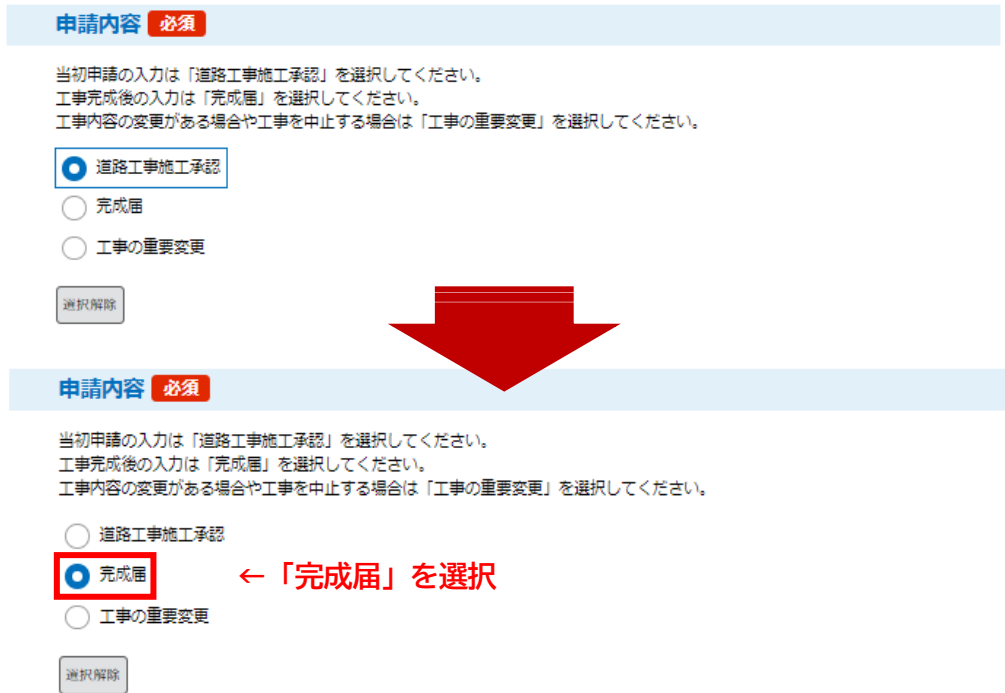 申請内容 必須
当初申請の入力は「道路工事施工承認」を選択してください。
工事完成後の入力は「完成届」を選択してください。
工事内容の変更がある場合や工事を中止する場合は「工事の重要変更」を選択してください。
道路工事施工承認
完成届
工事の重要変更
選択解除
申請内容 必須
当初申請の入力は「道路工事施工承認」を選択してください。
工事完成後の入力は「完成届」を選択してください。
工事内容の変更がある場合や工事を中止する場合は「工事の重要変更」を選択してください。
道路工事施工承認
完成届 ←「完成届」を選択
工事の重要変更
選択解除